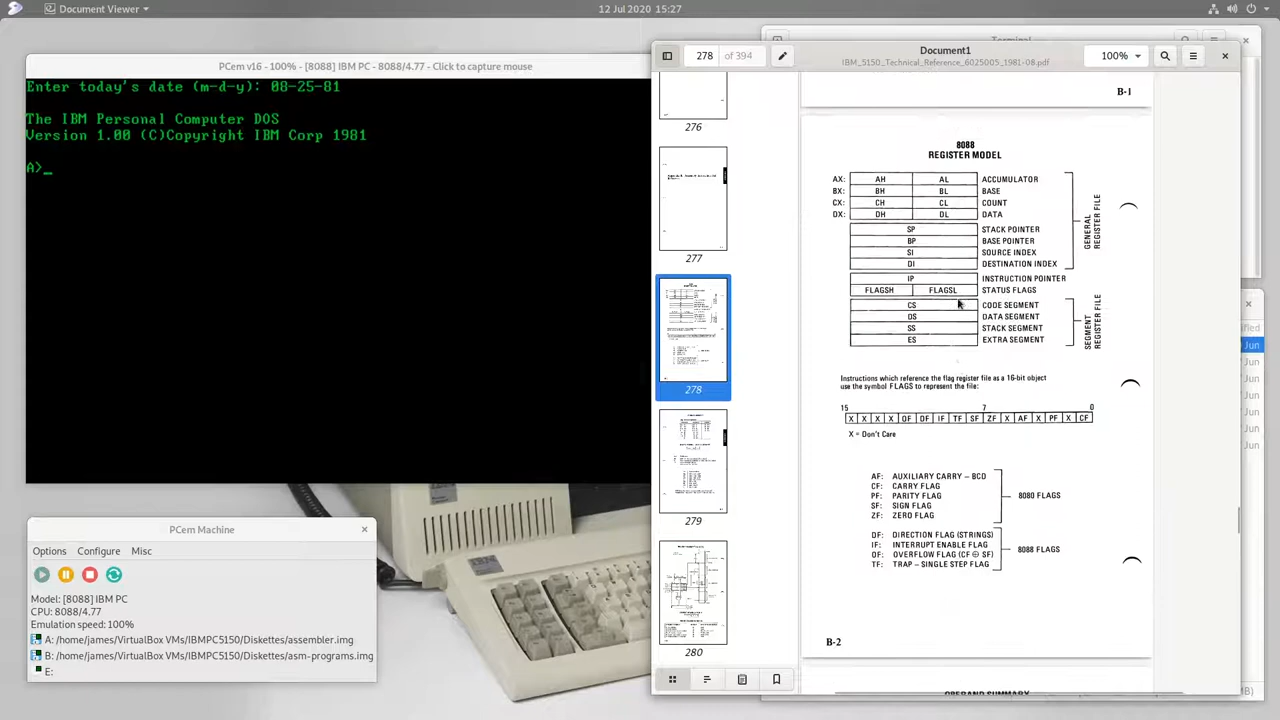 Document Viewer
12 Jul 2020 15:27
PCem v16 - 100% - [8088] IBM PC - 8088/4.77 - Click to capture mouse
Enter today's date (m-d-y): 08-25-81
The IBM Personal Computer DOS
Version 1.00 (C)Copyright IBM Corp 1981
A>_
PCem Machine
Options Configure Misc
Model: [8088] IBM PC
CPU: 8088/4.77
Emulation speed: 100%
A: /home/james/VirtualBox VMs/IBMPC5150/Diskettes/assembler.img
B: /home/james/VirtualBox VMs/IBMPC5150/Diskettes/asm-programs.img
E:
278 of 394
Document1
IBM_5150_Technical_Reference_6025005_1981-08.pdf
100%
276
277
278
279
280
B-1
8088
REGISTER MODEL
AX: AH AL ACCUMULATOR
BX: BH BL BASE
CX: CH CL COUNT
DX: DH DL DATA
SP STACK POINTER
BP BASE POINTER
SI SOURCE INDEX
DI DESTINATION INDEX
GENERAL
REGISTER FILE
IP INSTRUCTION POINTER
FLAGSH FLAGSL STATUS FLAGS
CS CODE SEGMENT
DS DATA SEGMENT
SS STACK SEGMENT
ES EXTRA SEGMENT
SEGMENT
REGISTER FILE
Instructions which reference the flag register file as a 16-bit object
use the symbol FLAGS to represent the file:
15 7 0
X X X X OF DF IF TF SF ZF X AF X PF X CF
X = Don't Care
AF: AUXILIARY CARRY – BCD
CF: CARRY FLAG
PF: PARITY FLAG
SF: SIGN FLAG
ZF: ZERO FLAG
8080 FLAGS
DF: DIRECTION FLAG (STRINGS)
IF: INTERRUPT ENABLE FLAG
OF: OVERFLOW FLAG (CF ⊕ SF)
TF: TRAP – SINGLE STEP FLAG
8088 FLAGS
B-2
OPERAND SUMMARY
Jun
Jun
Jun
Jun
Jun
Jun